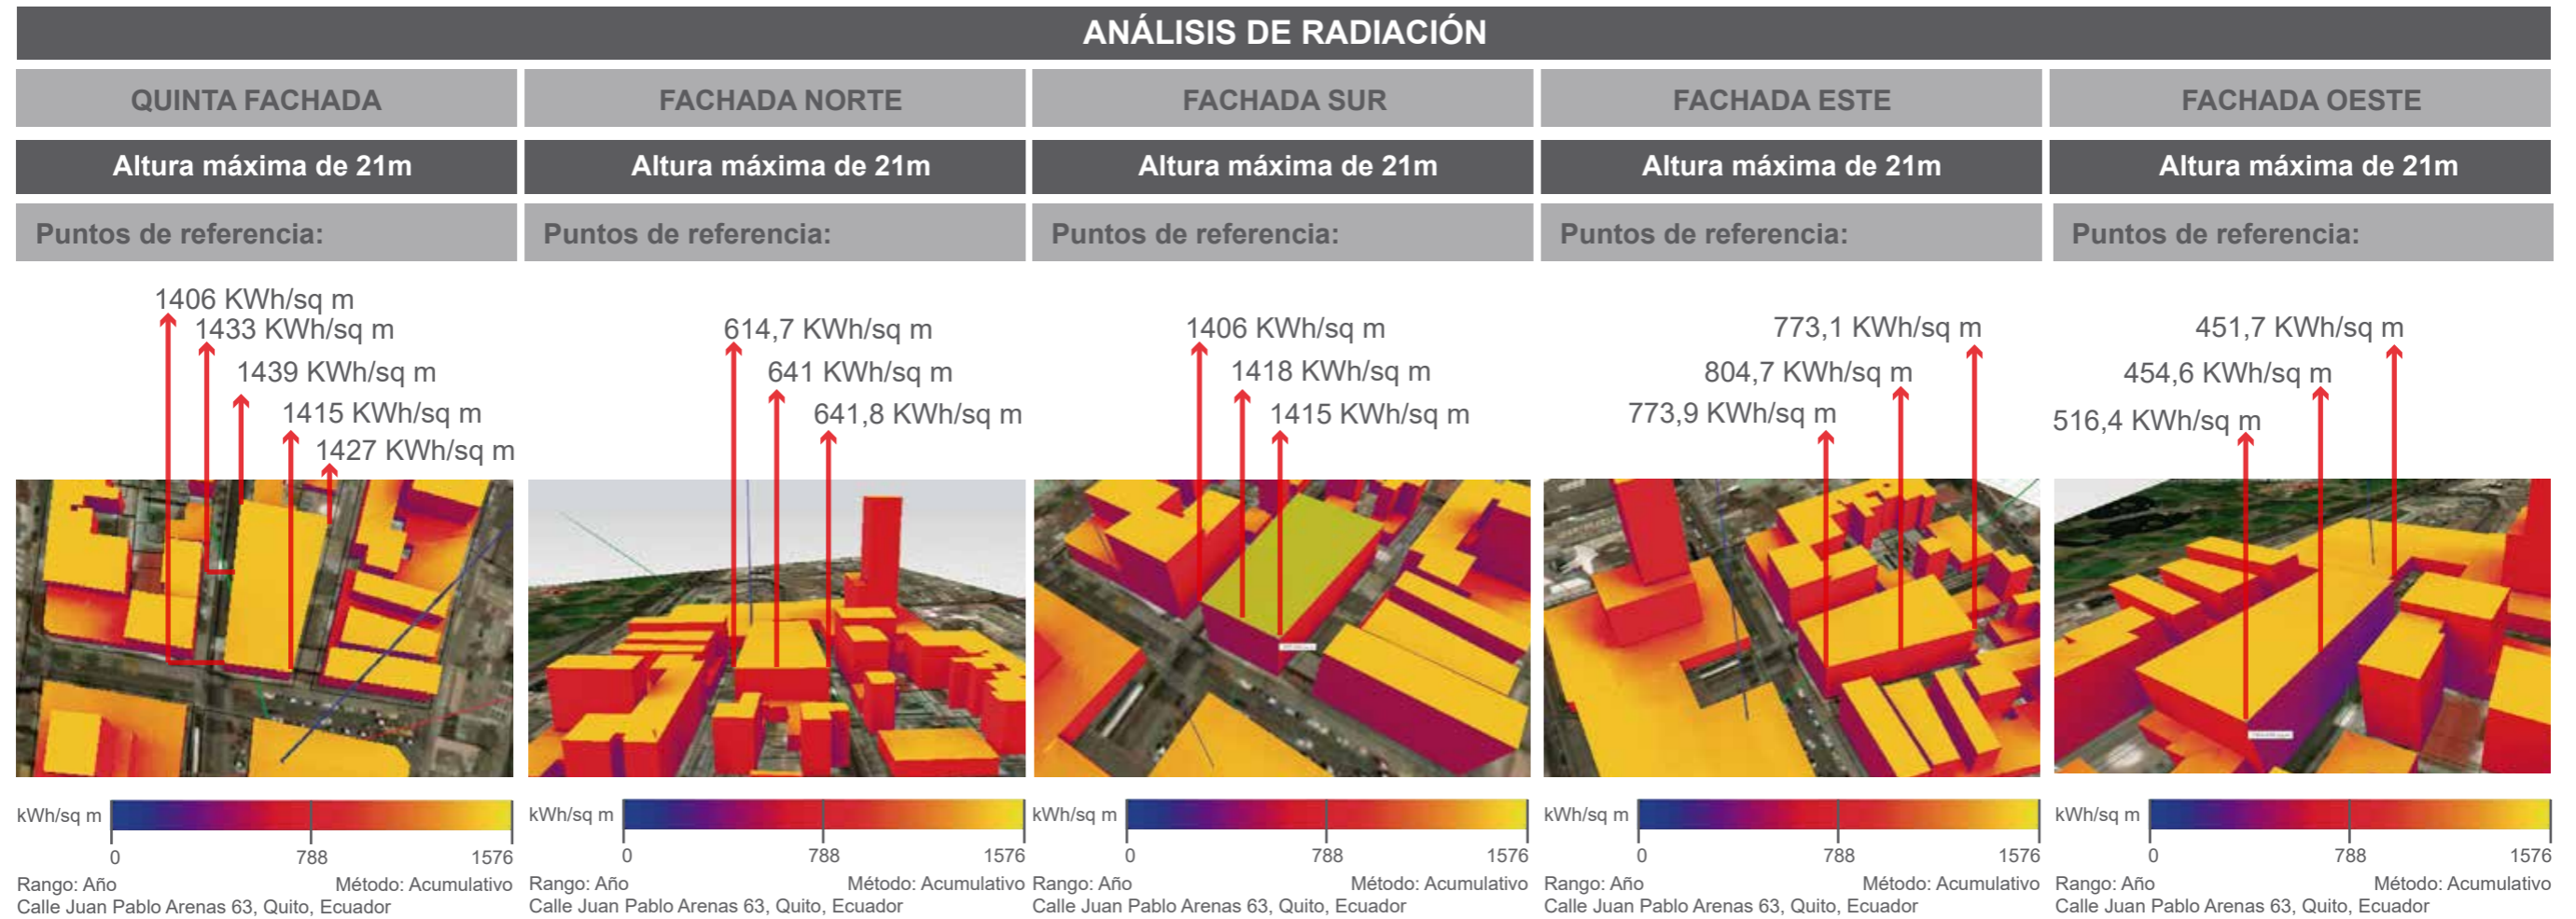 ANÁLISIS DE RADIACIÓN
QUINTA FACHADA
Altura máxima de 21m
Puntos de referencia:
1406 KWh/sq m
1433 KWh/sq m
1439 KWh/sq m
1415 KWh/sq m
1427 KWh/sq m
kWh/sq m
0 788 1576
Rango: Año Método: Acumulativo
Calle Juan Pablo Arenas 63, Quito, Ecuador
FACHADA NORTE
Altura máxima de 21m
Puntos de referencia:
614,7 KWh/sq m
641 KWh/sq m
641,8 KWh/sq m
kWh/sq m
0 788 1576
Rango: Año Método: Acumulativo
Calle Juan Pablo Arenas 63, Quito, Ecuador
FACHADA SUR
Altura máxima de 21m
Puntos de referencia:
1406 KWh/sq m
1418 KWh/sq m
1415 KWh/sq m
kWh/sq m
0 788 1576
Rango: Año Método: Acumulativo
Calle Juan Pablo Arenas 63, Quito, Ecuador
FACHADA ESTE
Altura máxima de 21m
Puntos de referencia:
773,1 KWh/sq m
804,7 KWh/sq m
773,9 KWh/sq m
kWh/sq m
0 788 1576
Rango: Año Método: Acumulativo
Calle Juan Pablo Arenas 63, Quito, Ecuador
FACHADA OESTE
Altura máxima de 21m
Puntos de referencia:
451,7 KWh/sq m
454,6 KWh/sq m
516,4 KWh/sq m
kWh/sq m
0 788 1576
Rango: Año Método: Acumulativo
Calle Juan Pablo Arenas 63, Quito, Ecuador